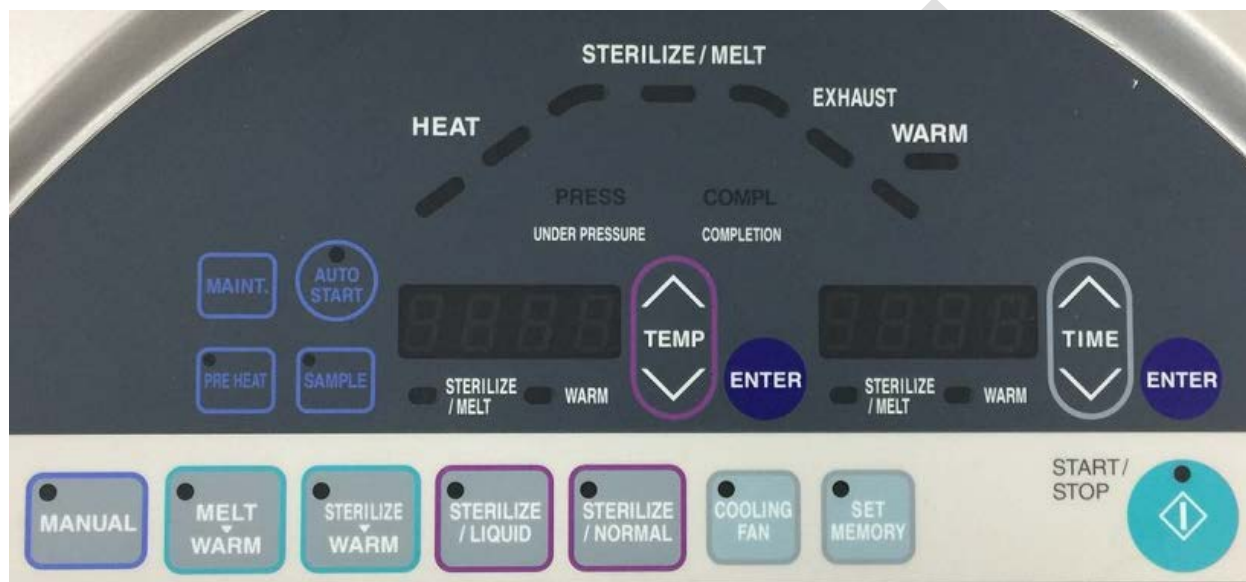 STERILIZE / MELT
HEAT
EXHAUST
WARM
PRESS
COMPL
UNDER PRESSURE
COMPLETION
MAINT.
AUTO
START
PRE HEAT
SAMPLE
TEMP
ENTER
TIME
ENTER
STERILIZE
/ MELT
WARM
STERILIZE
/ MELT
WARM
MANUAL
MELT
WARM
STERILIZE
WARM
STERILIZE
/ LIQUID
STERILIZE
/ NORMAL
COOLING
FAN
SET
MEMORY
START /
STOP